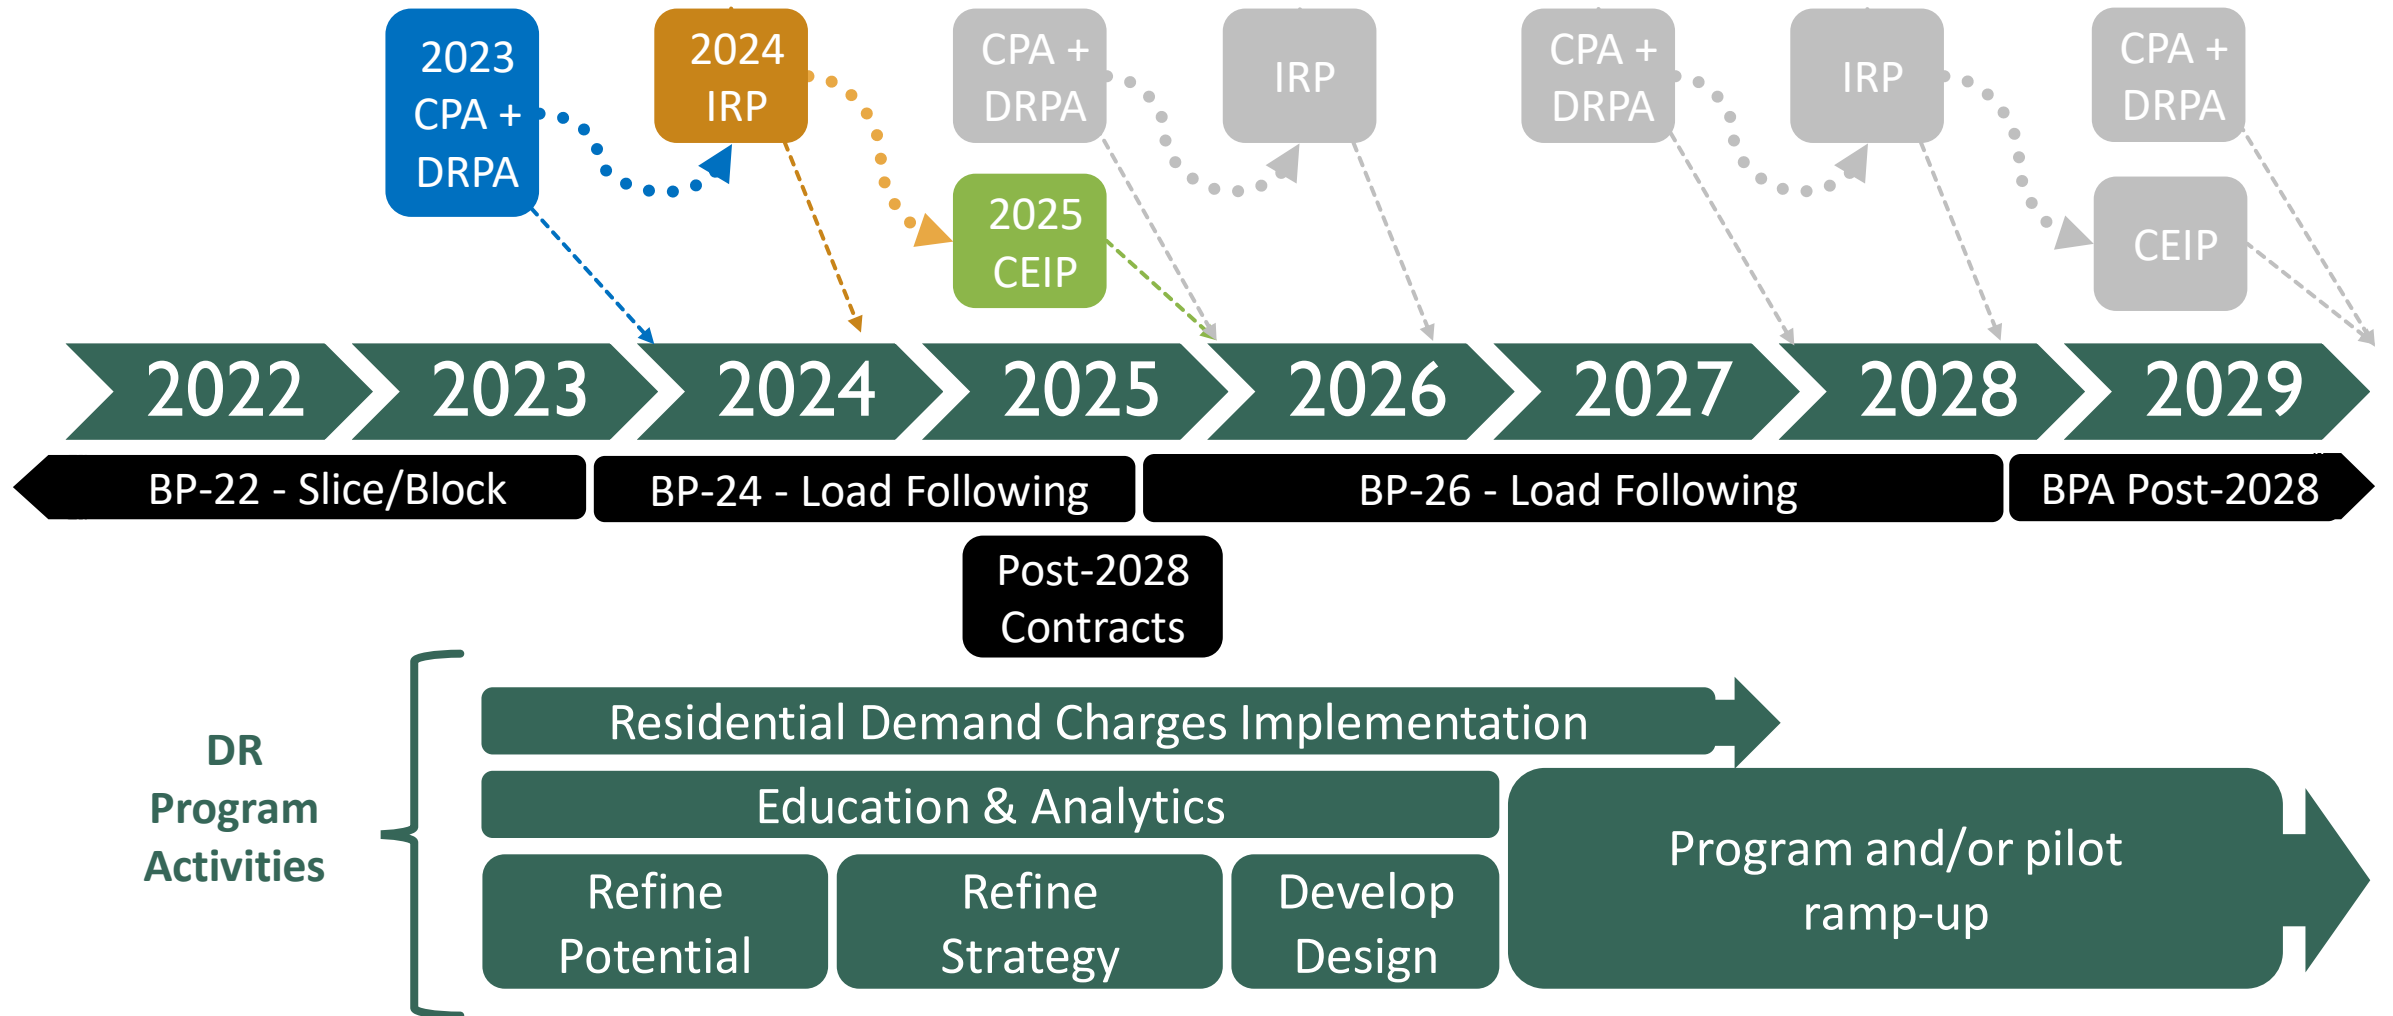 2023
CPA +
DRPA
2024
IRP
CPA +
DRPA
IRP
CPA +
DRPA
IRP
CPA +
DRPA
2025
CEIP
CEIP
2022
2023
2024
2025
2026
2027
2028
2029
BP-22 - Slice/Block
BP-24 - Load Following
BP-26 - Load Following
BPA Post-2028
Post-2028
Contracts
DR
Program
Activities
Residential Demand Charges Implementation
Education & Analytics
Refine
Potential
Refine
Strategy
Develop
Design
Program and/or pilot
ramp-up